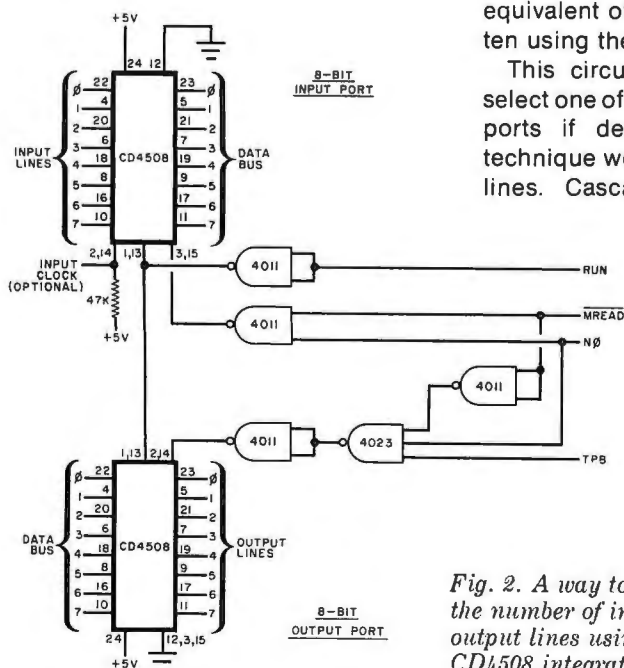 equivalent o
ten using the
This circu
select one of
ports if de
technique we
lines. Casca
+5V
24 12
8-BIT
INPUT PORT
INPUT
LINES
Ø 22 23 Ø
1 4 5 1
2 20 21 2
3 6 7 3
4 18 19 4
5 8 9 5
6 16 17 6
7 10 11 7
CD4508
DATA
BUS
2,14 1,13 3,15
INPUT
CLOCK
(OPTIONAL)
47K
+5V
4011
RUN
4011
MREAD
NØ
4011
4011
4023
TPB
1,13 2,14
DATA
BUS
Ø 22 23 Ø
1 4 5 1
2 20 21 2
3 6 7 3
4 18 19 4
5 8 9 5
6 16 17 6
7 10 11 7
CD4508
OUTPUT
LINES
24 12,3,15
+5V
8-BIT
OUTPUT PORT
Fig. 2. A way to
the number of in
output lines usin
CD4508 integrat